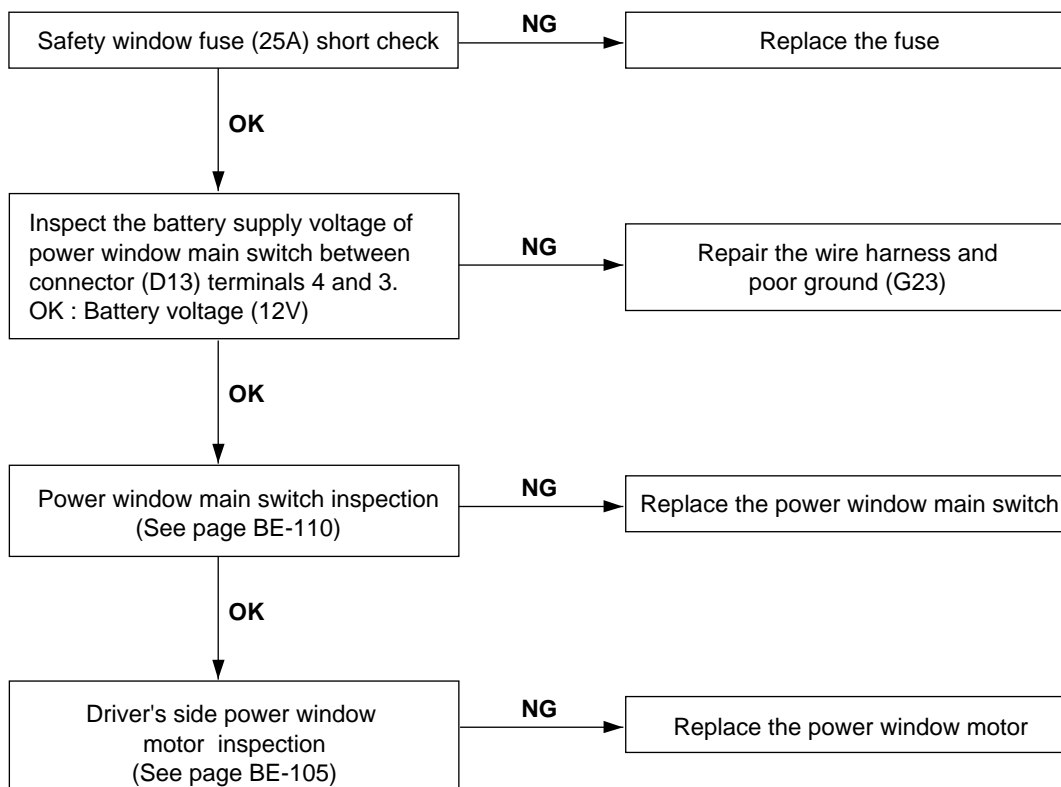 Safety window fuse (25A) short check
NG
Replace the fuse
OK
Inspect the battery supply voltage of
power window main switch between
connector (D13) terminals 4 and 3.
OK : Battery voltage (12V)
NG
Repair the wire harness and
poor ground (G23)
OK
Power window main switch inspection
(See page BE-110)
NG
Replace the power window main switch
OK
Driver's side power window
motor inspection
(See page BE-105)
NG
Replace the power window motor